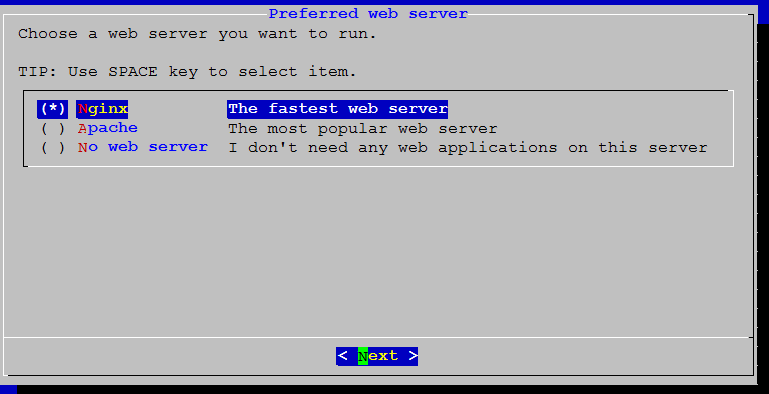 Preferred web server
Choose a web server you want to run.
TIP: Use SPACE key to select item.
(*) Nginx The fastest web server
( ) Apache The most popular web server
( ) No web server I don't need any web applications on this server
< Next >